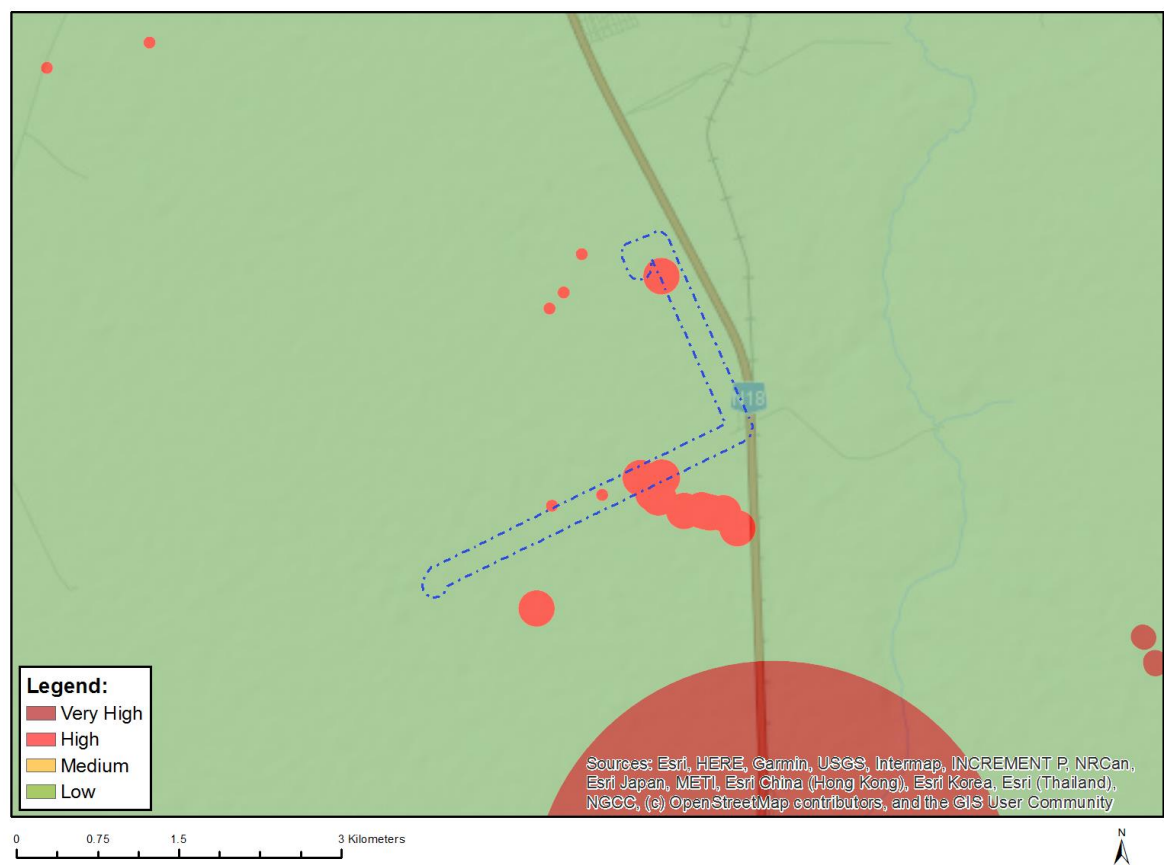 N18
Legend:
Very High
High
Medium
Low
Sources: Esri, HERE, Garmin, USGS, Intermap, INCREMENT P, NRCan,
Esri Japan, METI, Esri China (Hong Kong), Esri Korea, Esri (Thailand),
NGCC, (c) OpenStreetMap contributors, and the GIS User Community
0 0.75 1.5 3 Kilometers
N